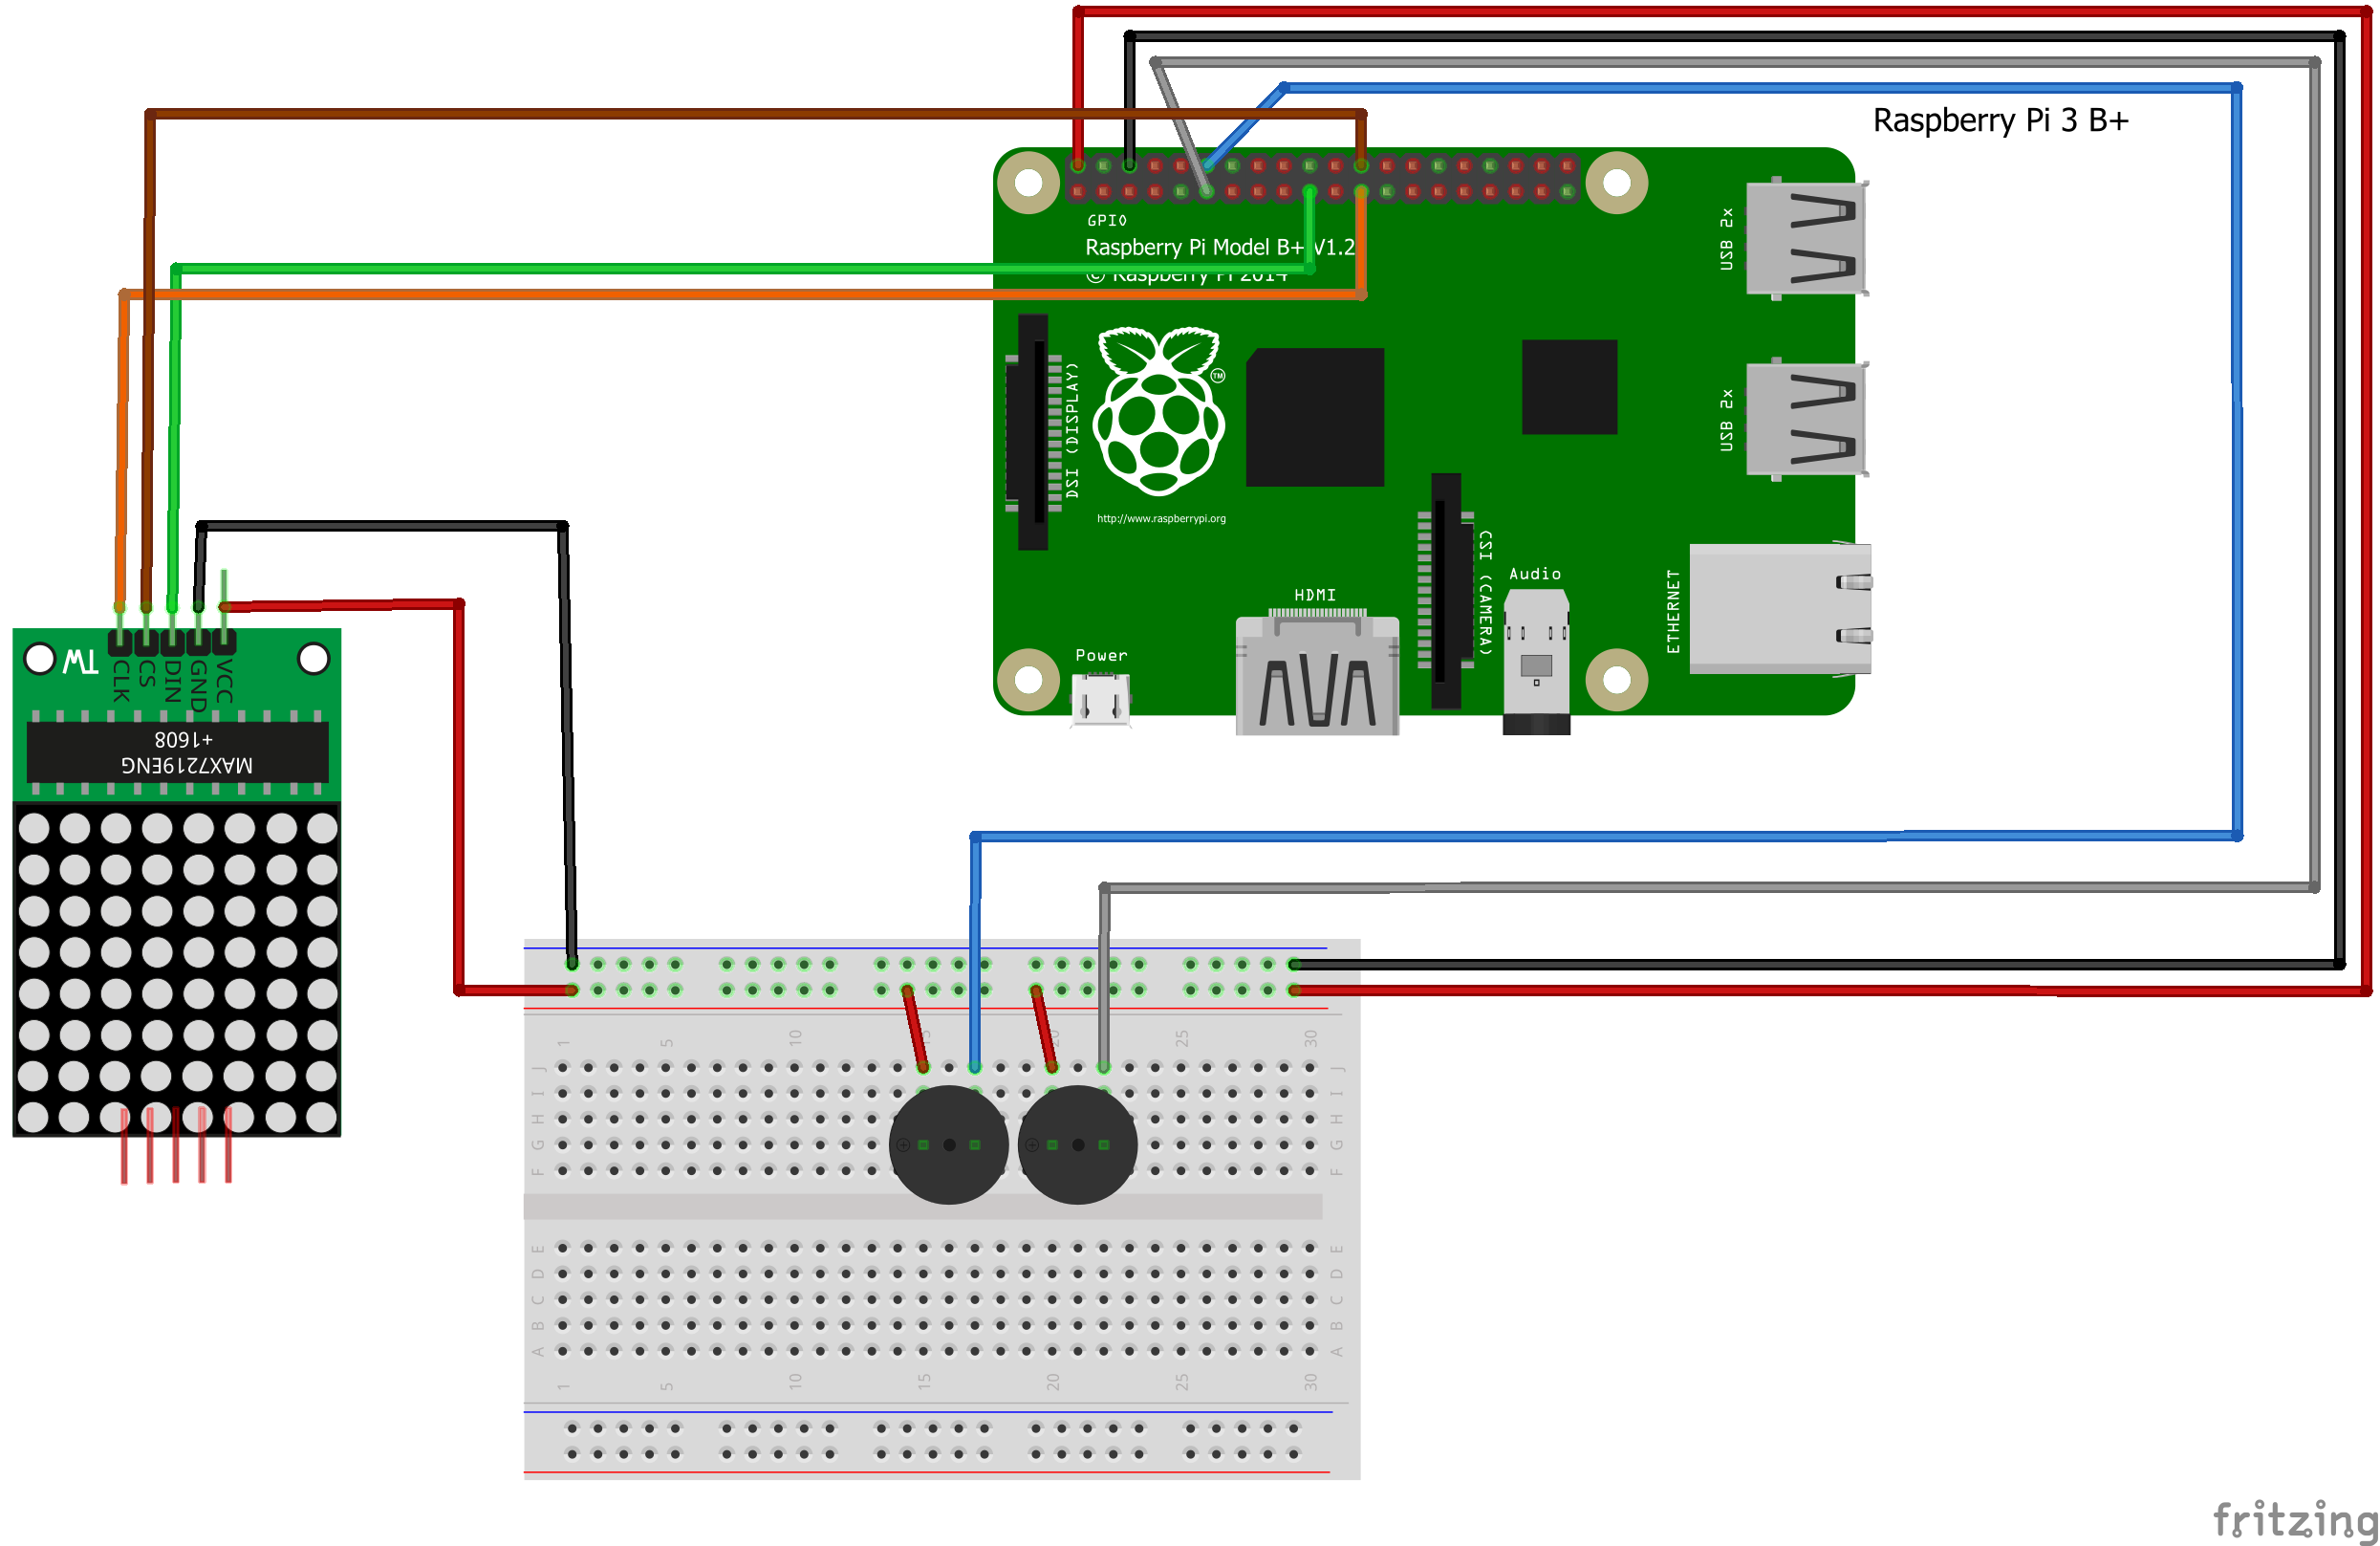 Raspberry Pi 3 B+
GPIO
Raspberry Pi Model B+ V1.2
© Raspberry Pi 2014
USB 2x
USB 2x
DSI (DISPLAY)
TM
http://www.raspberrypi.org
CSI (CAMERA)
Audio
HDMI
ETHERNET
Power
TW
CLK
CS
DIN
GND
VCC
MAX7219ENG
+1608
1 5 10 15 20 25 30
J J
I I
H H
G G
F F
E E
D D
C C
B B
A A
1 5 10 15 20 25 30
fritzing